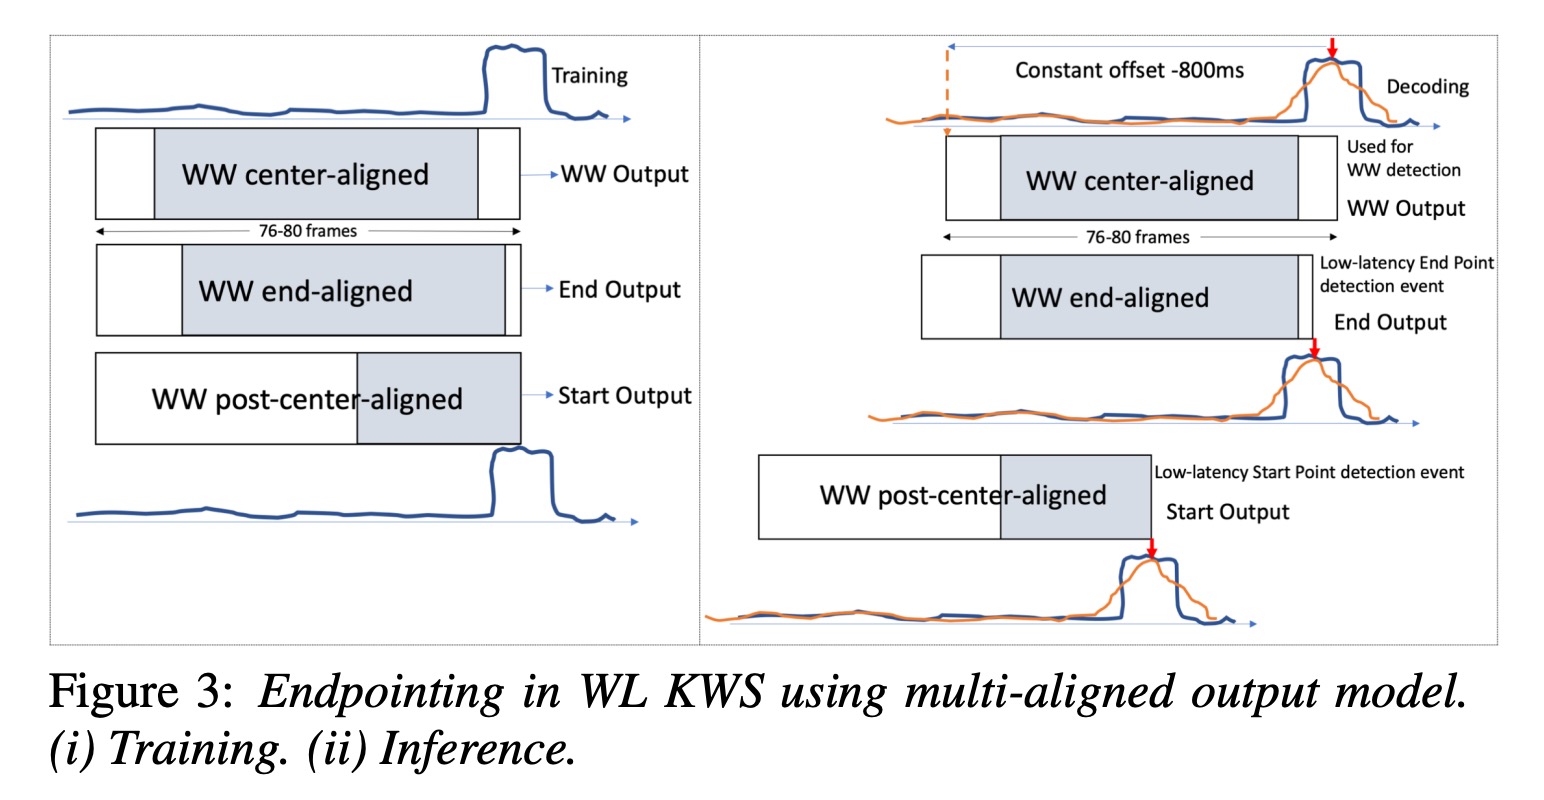 Training
WW center-aligned
WW Output
76-80 frames
WW end-aligned
End Output
WW post-center-aligned
Start Output
Constant offset -800ms
Decoding
WW center-aligned
Used for
WW detection
WW Output
76-80 frames
WW end-aligned
Low-latency End Point
detection event
End Output
WW post-center-aligned
Low-latency Start Point detection event
Start Output
Figure 3: Endpointing in WL KWS using multi-aligned output model.
(i) Training. (ii) Inference.